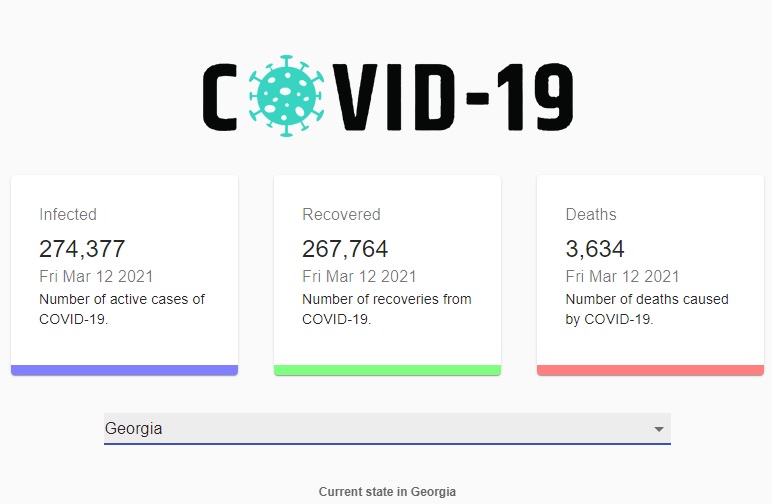 COVID-19
Infected
274,377
Fri Mar 12 2021
Number of active cases of
COVID-19.
Recovered
267,764
Fri Mar 12 2021
Number of recoveries from
COVID-19.
Deaths
3,634
Fri Mar 12 2021
Number of deaths caused
by COVID-19.
Georgia
Current state in Georgia